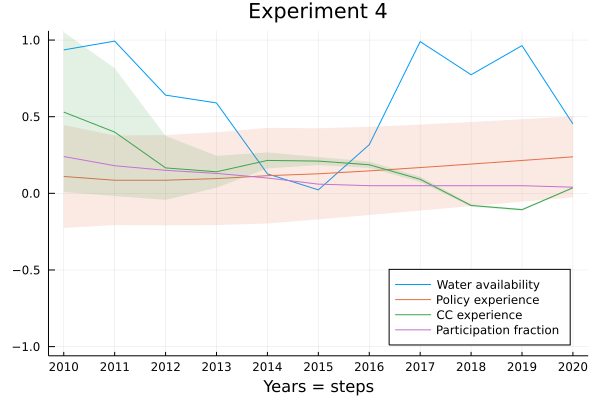 Experiment 4
1.0
0.5
0.0
−0.5
−1.0
Water availability
Policy experience
CC experience
Participation fraction
2010 2011 2012 2013 2014 2015 2016 2017 2018 2019 2020
Years = steps